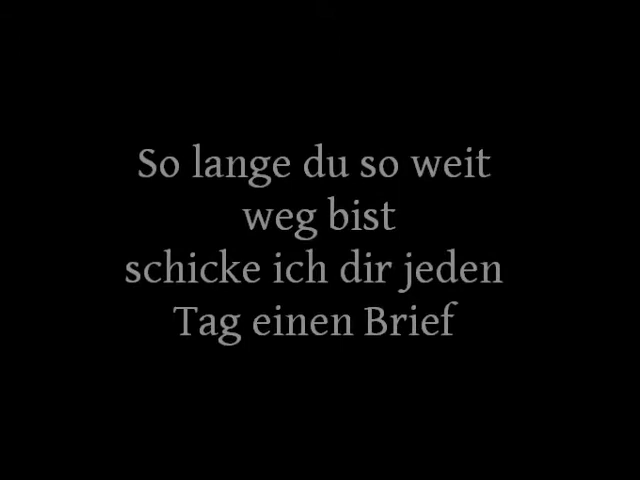 So lange du so weit
weg bist
schicke ich dir jeden
Tag einen Brief